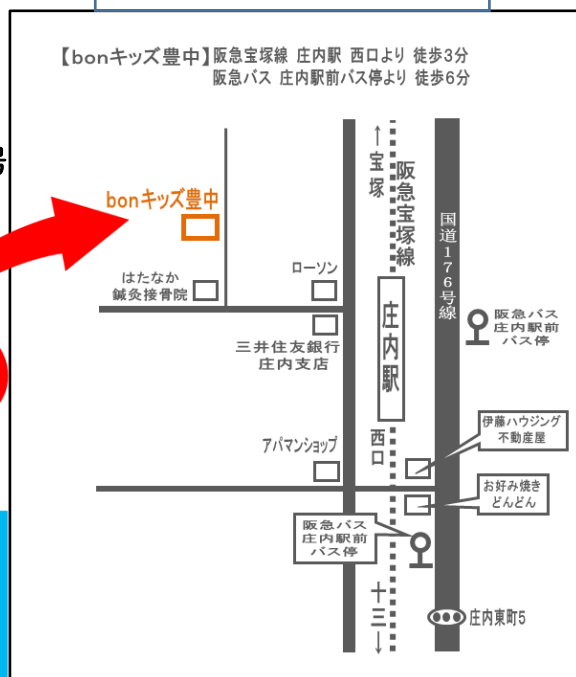 【bonキッズ豊中】阪急宝塚線 庄内駅 西口より 徒歩3分
阪急バス 庄内駅前バス停より 徒歩6分
号
←宝塚
阪急宝塚線
国道176号線
bonキッズ豊中
はたなか
鍼灸接骨院
ローソン
三井住友銀行
庄内支店
庄内駅
阪急バス
庄内駅前
バス停
西口
伊藤ハウジング
不動産屋
アパマンショップ
お好み焼き
どんどん
阪急バス
庄内駅前
バス停
十三→
庄内東町5